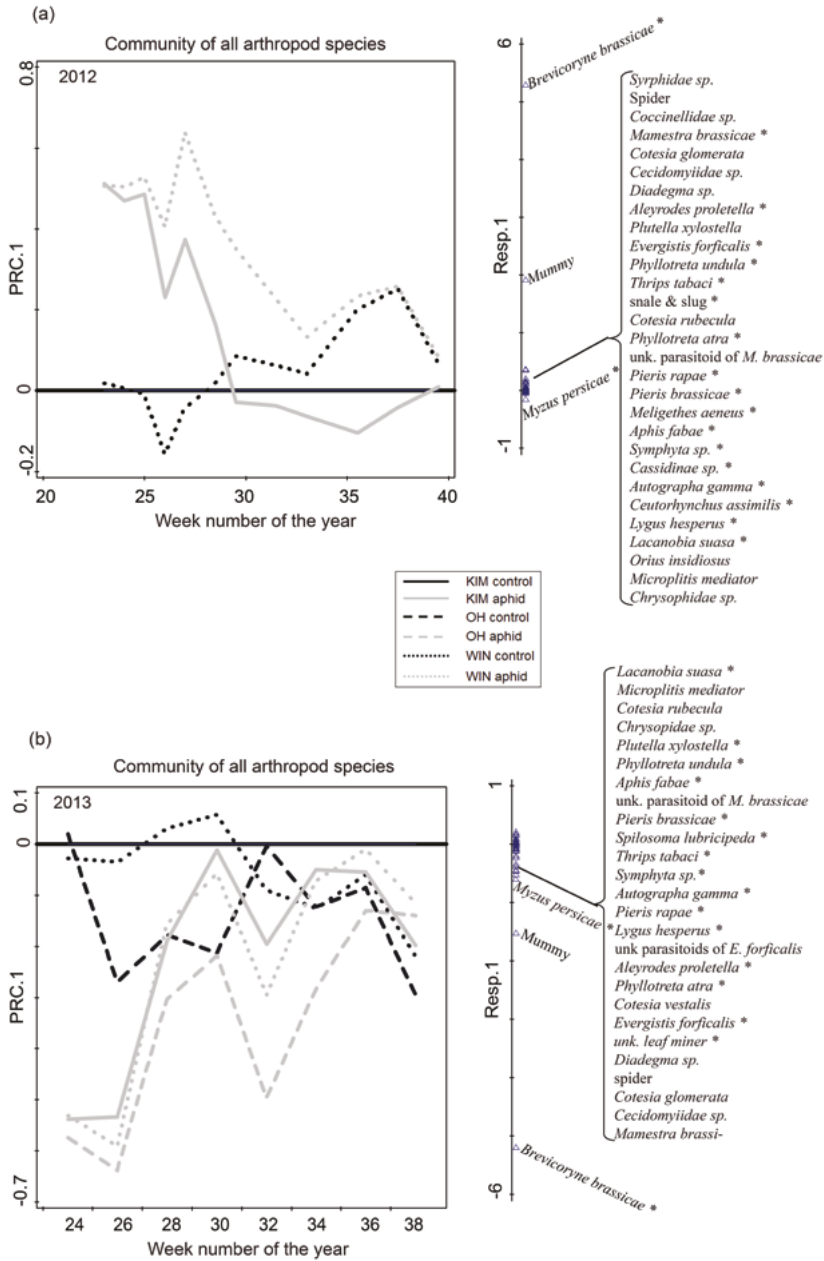 (a)
Community of all arthropod species
2012
0.8
0
-0.2
PRC.1
20 25 30 35 40
Week number of the year
6
-1
Resp.1
Brevicoryne brassicae *
Mummy
Myzus persicae *
Syrphidae sp.
Spider
Coccinellidae sp.
Mamestra brassicae *
Cotesia glomerata
Cecidomyiidae sp.
Diadegma sp.
Aleyrodes proletella *
Plutella xylostella
Evergistis forficalis *
Phyllotreta undula *
Thrips tabaci *
snale & slug *
Cotesia rubecula
Phyllotreta atra *
unk. parasitoid of M. brassicae
Pieris rapae *
Pieris brassicae *
Meligethes aeneus *
Aphis fabae *
Symphyta sp. *
Cassidinae sp. *
Autographa gamma *
Ceutorhynchus assimilis *
Lygus hesperus *
Lacanobia suasa *
Orius insidiosus
Microplitis mediator
Chrysophidae sp.
KIM control
KIM aphid
OH control
OH aphid
WIN control
WIN aphid
(b)
Community of all arthropod species
2013
0.1
0
-0.7
PRC.1
24 26 28 30 32 34 36 38
Week number of the year
1
-6
Resp.1
Myzus persicae *
Mummy
Brevicoryne brassicae *
Lacanobia suasa *
Microplitis mediator
Cotesia rubecula
Chrysopidae sp.
Plutella xylostella *
Phyllotreta undula *
Aphis fabae *
unk. parasitoid of M. brassicae
Pieris brassicae *
Spilosoma lubricipeda *
Thrips tabaci *
Symphyta sp. *
Autographa gamma *
Pieris rapae *
Lygus hesperus *
unk parasitoids of E. forficalis
Aleyrodes proletella *
Phyllotreta atra *
Cotesia vestalis
Evergistis forficalis *
unk. leaf miner *
Diadegma sp.
spider
Cotesia glomerata
Cecidomyiidae sp.
Mamestra brassi-